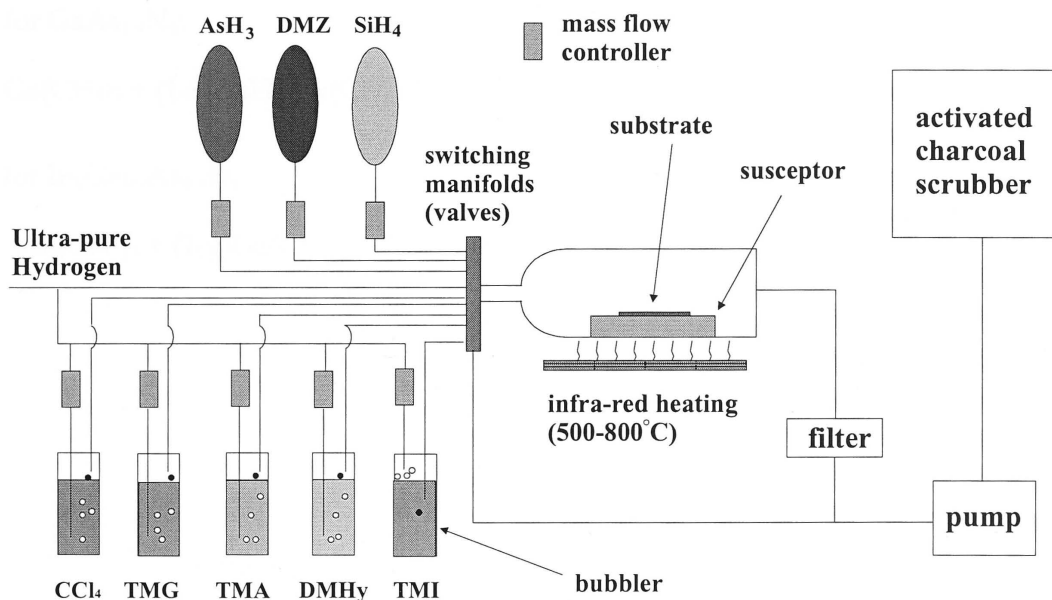 AsH₃ DMZ SiH₄
mass flow
controller
substrate
susceptor
switching
manifolds
(valves)
activated
charcoal
scrubber
Ultra-pure
Hydrogen
infra-red heating
(500-800°C)
filter
pump
CCl₄ TMG TMA DMHy TMI
bubbler